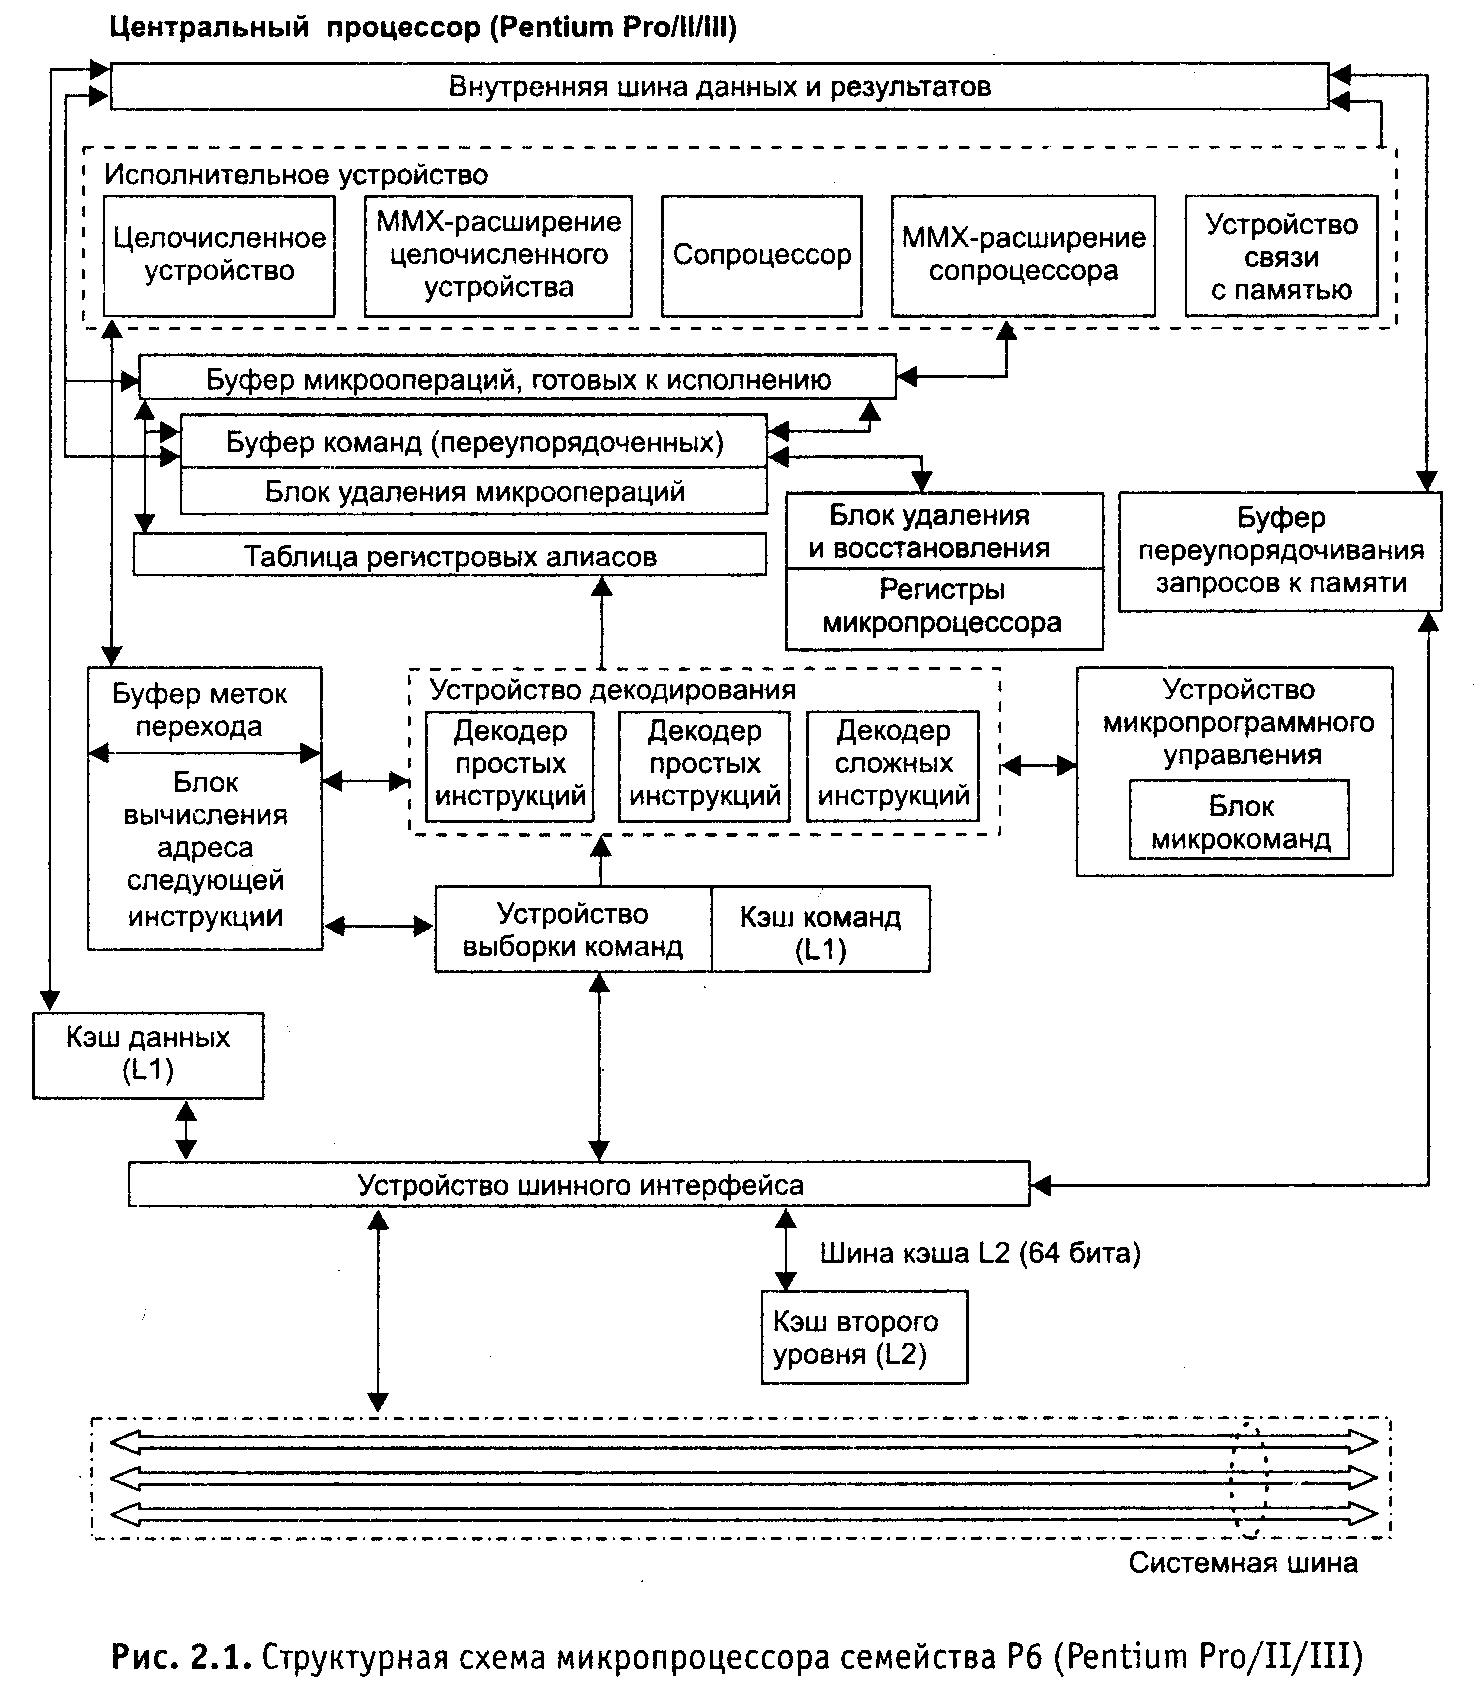 Центральный процессор (Pentium Pro/II/III)
Внутренняя шина данных и результатов
Исполнительное устройство
Целочисленное
устройство
ММХ-расширение
целочисленного
устройства
Сопроцессор
ММХ-расширение
сопроцессора
Устройство
связи
с памятью
Буфер микроопераций, готовых к исполнению
Буфер команд (переупорядоченных)
Блок удаления микроопераций
Таблица регистровых алиасов
Блок удаления
и восстановления
Регистры
микропроцессора
Буфер
переупорядочивания
запросов к памяти
Буфер меток
перехода
Блок
вычисления
адреса
следующей
инструкции
Устройство декодирования
Декодер
простых
инструкций
Декодер
простых
инструкций
Декодер
сложных
инструкций
Устройство
микропрограммного
управления
Блок
микрокоманд
Устройство
выборки команд
Кэш команд
(L1)
Кэш данных
(L1)
Устройство шинного интерфейса
Шина кэша L2 (64 бита)
Кэш второго
уровня (L2)
Системная шина
Рис. 2.1. Структурная схема микропроцессора семейства P6 (Pentium Pro/II/III)